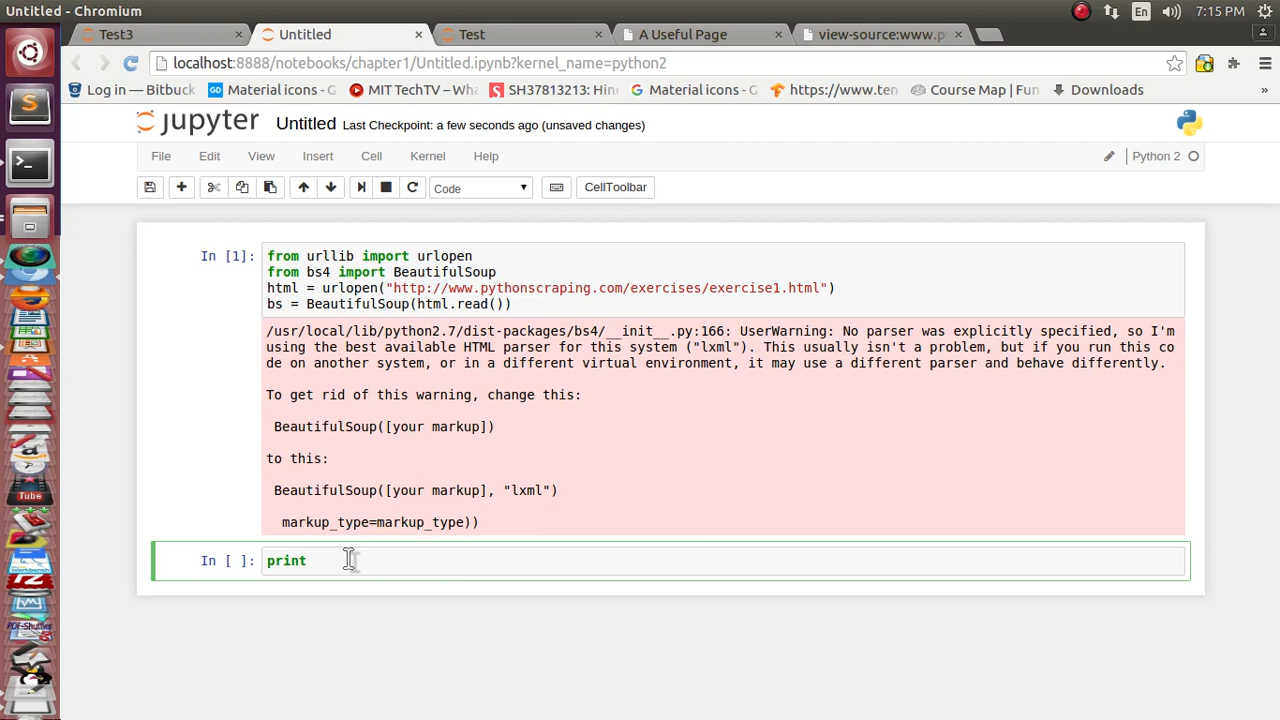 Untitled - Chromium
En
7:15 PM
Test3
Untitled
Test
A Useful Page
view-source:www.p
localhost:8888/notebooks/chapter1/Untitled.ipynb?kernel_name=python2
Log in — Bitbuck
Material icons - G
MIT TechTV – Wa
SH37813213: Hin
Material icons - G
https://www.ten
Course Map | Fun
Downloads
»
jupyter
Untitled
Last Checkpoint: a few seconds ago (unsaved changes)
File
Edit
View
Insert
Cell
Kernel
Help
Python 2
Code
CellToolbar
In [1]:
from urllib import urlopen
from bs4 import BeautifulSoup
html = urlopen("http://www.pythonscraping.com/exercises/exercise1.html")
bs = BeautifulSoup(html.read())
/usr/local/lib/python2.7/dist-packages/bs4/__init__.py:166: UserWarning: No parser was explicitly specified, so I'm
using the best available HTML parser for this system ("lxml"). This usually isn't a problem, but if you run this co
de on another system, or in a different virtual environment, it may use a different parser and behave differently.
To get rid of this warning, change this:
BeautifulSoup([your markup])
to this:
BeautifulSoup([your markup], "lxml")
markup_type=markup_type))
In [ ]:
print